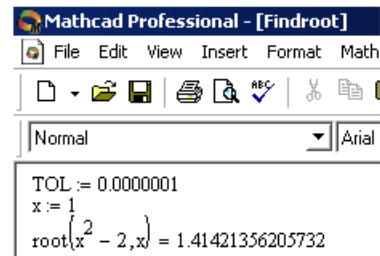 Mathcad Professional - [Findroot]
File Edit View Insert Format Math
ABC
Normal Arial
TOL := 0.0000001
x := 1
root(x² − 2,x) = 1.41421356205732